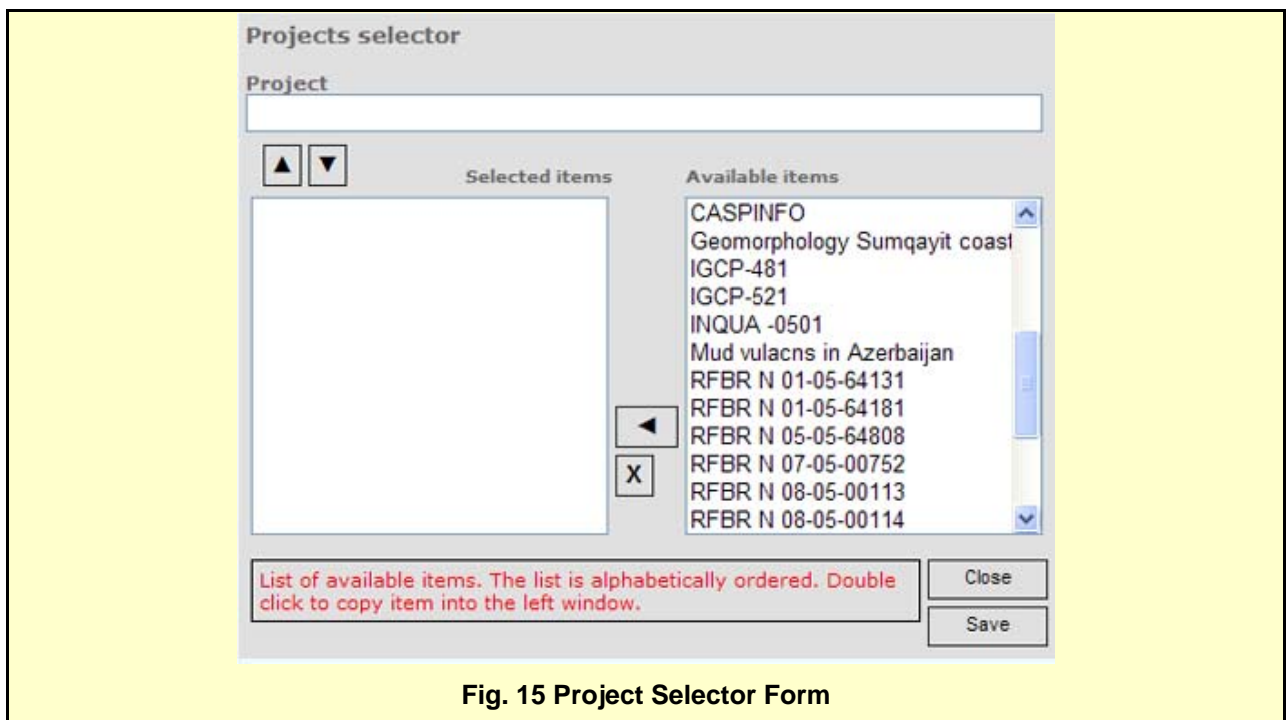 Projects selector
Project
▲ ▼
Selected items
Available items
CASPINFO
Geomorphology Sumqayit coast
IGCP-481
IGCP-521
INQUA -0501
Mud vulacns in Azerbaijan
RFBR N 01-05-64131
RFBR N 01-05-64181
RFBR N 05-05-64808
RFBR N 07-05-00752
RFBR N 08-05-00113
RFBR N 08-05-00114
◄
X
List of available items. The list is alphabetically ordered. Double
click to copy item into the left window.
Close
Save
Fig. 15 Project Selector Form